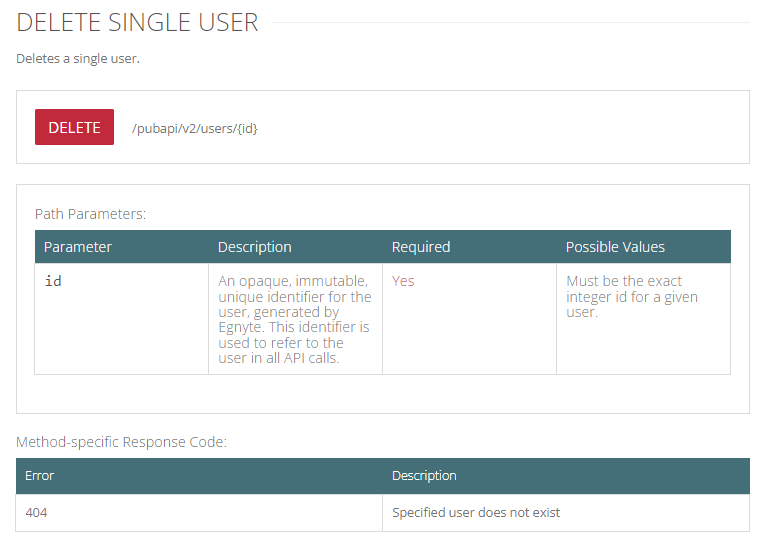 DELETE SINGLE USER
Deletes a single user.
DELETE /pubapi/v2/users/{id}
Path Parameters:
Parameter Description Required Possible Values
id An opaque, immutable, Yes Must be the exact
unique identifier for the integer id for a given
user, generated by user.
Egnyte. This identifier is
used to refer to the
user in all API calls.
Method-specific Response Code:
Error Description
404 Specified user does not exist